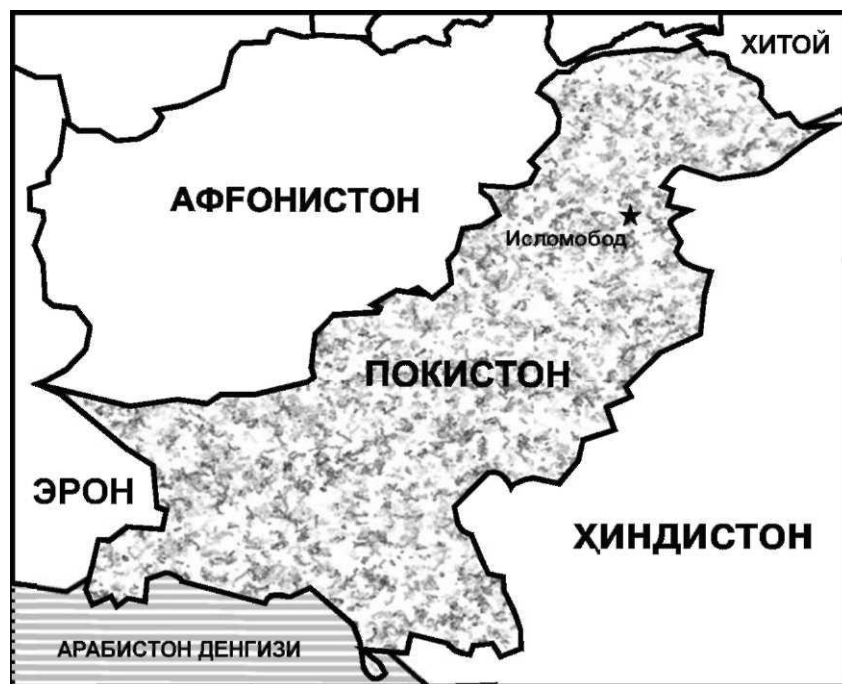 ХИТОЙ
АФҒОНИСТОН
Исломобод
ПОКИСТОН
ЭРОН
ҲИНДИСТОН
АРАБИСТОН ДЕНГИЗИ